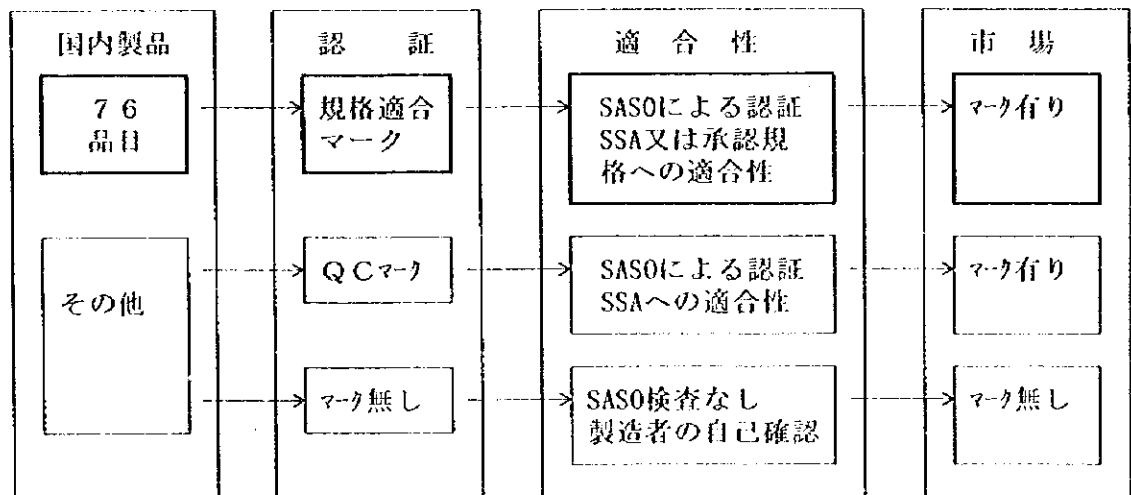 国内製品
認 証
適 合 性
市 場
76
品目
規格適合
マーク
SASOによる認証
SSA又は承認規
格への適合性
マーク有り
その他
QCマーク
SASOによる認証
SSAへの適合性
マーク有り
マーク無し
SASO検査なし
製造者の自己確認
マーク無し